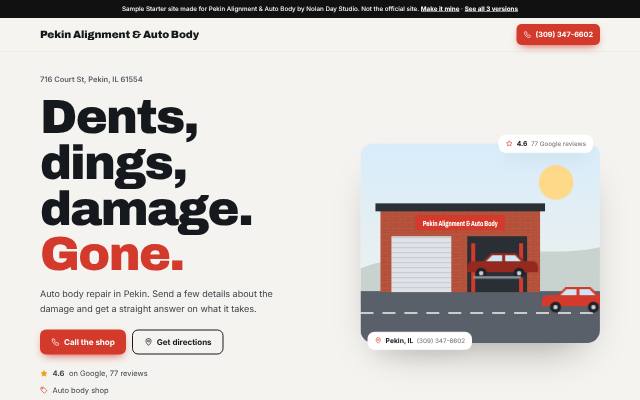 Sample Starter site made for Pekin Alignment & Auto Body by Nolan Day Studio. Not the official site. Make it mine · See all 3 versions
Pekin Alignment & Auto Body
(309) 347-6602
716 Court St, Pekin, IL 61554
Dents,
dings,
damage.
Gone.
Auto body repair in Pekin. Send a few details about the
damage and get a straight answer on what it takes.
Call the shop
Get directions
4.6 on Google, 77 reviews
Auto body shop
4.6 77 Google reviews
Pekin Alignment & Auto Body
Pekin, IL (309) 347-6602